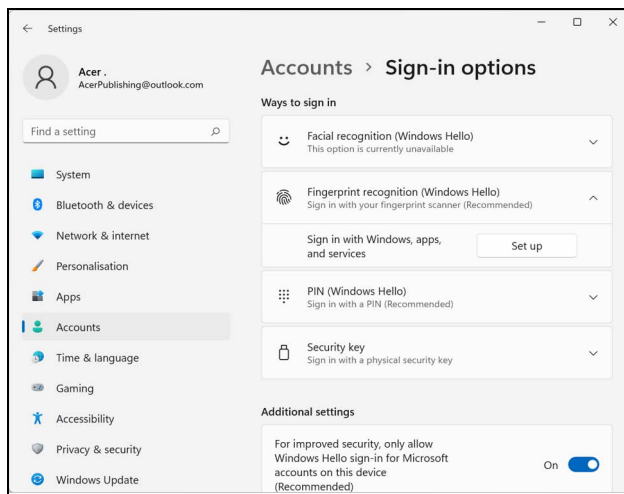 Settings
Acer .
AcerPublishing@outlook.com
Find a setting
System
Bluetooth & devices
Network & internet
Personalisation
Apps
Accounts
Time & language
Gaming
Accessibility
Privacy & security
Windows Update
Accounts > Sign-in options
Ways to sign in
Facial recognition (Windows Hello)
This option is currently unavailable
Fingerprint recognition (Windows Hello)
Sign in with your fingerprint scanner (Recommended)
Sign in with Windows, apps,
and services
Set up
PIN (Windows Hello)
Sign in with a PIN (Recommended)
Security key
Sign in with a physical security key
Additional settings
For improved security, only allow
Windows Hello sign-in for Microsoft
accounts on this device
(Recommended)
On